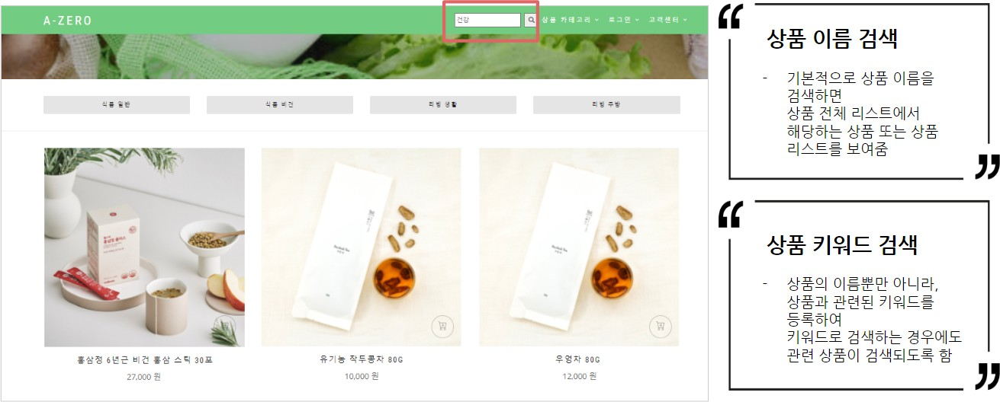 A-ZERO
건강
상품 카테고리
로그인
고객센터
식품 일반
식품 비건
리빙 생활
리빙 주방
홍삼정 6년근 비건 홍삼 스틱 30포
27,000 원
유기농 작두콩차 80G
10,000 원
우엉차 80G
12,000 원
상품 이름 검색
- 기본적으로 상품 이름을
검색하면
상품 전체 리스트에서
해당하는 상품 또는 상품
리스트를 보여줌
상품 키워드 검색
- 상품의 이름뿐만 아니라,
상품과 관련된 키워드를
등록하여
키워드로 검색하는 경우에도
관련 상품이 검색되도록 함